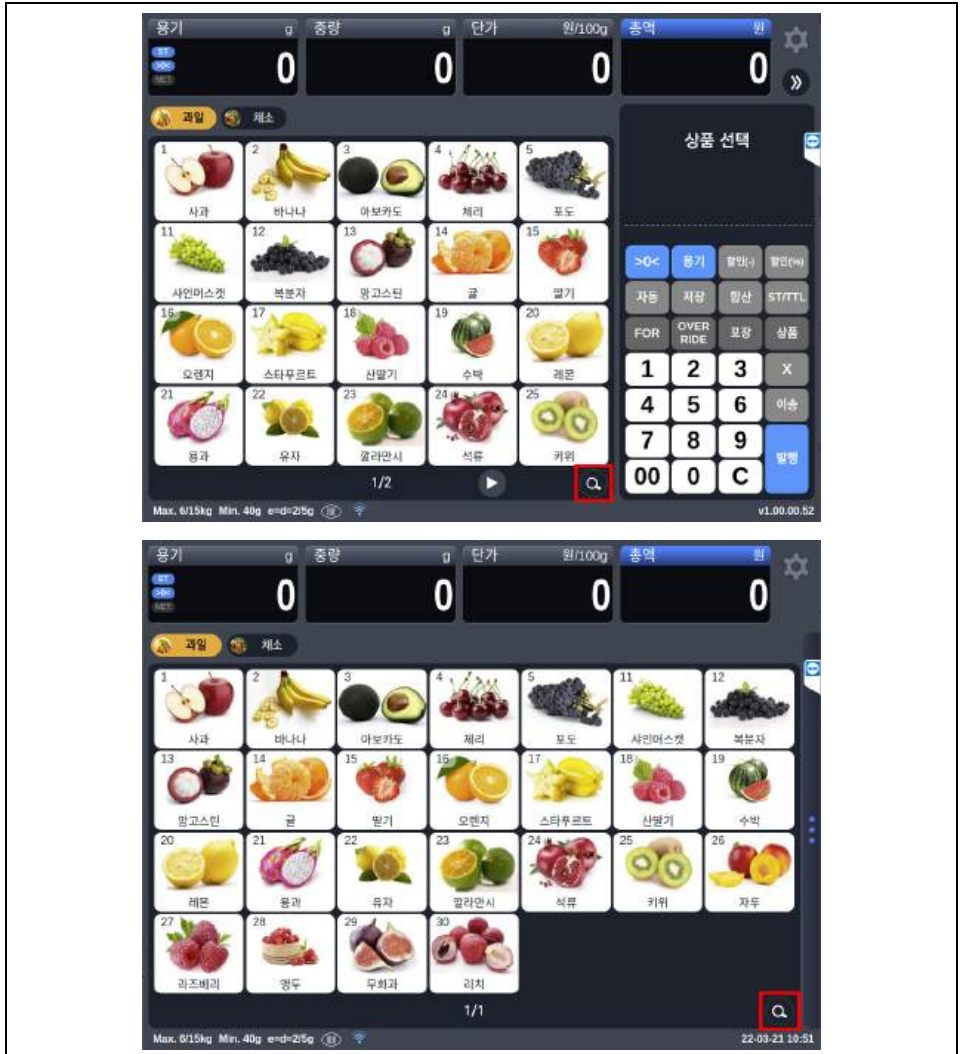 용기 g 중량 g 단가 원/100g 총액 원
ST
>0<
NET
0 0 0 0
과일 채소
상품 선택
1 2 3 4 5
사과 바나나 아보카도 체리 포도
11 12 13 14 15
샤인머스캣 복분자 망고스틴 귤 딸기
16 17 18 19 20
오렌지 스타푸르트 산딸기 수박 레몬
21 22 23 24 25
용과 유자 깔라만시 석류 키위
>0< 용기 할인(-) 할인(%)
자동 저장 합산 ST/TTL
FOR OVER RIDE 포장 상품
1 2 3 X
4 5 6 이송
7 8 9 발행
00 0 C
1/2
Max. 6/15kg Min. 40g e=d=2/5g Ⅲ v1.00.00.52
용기 g 중량 g 단가 원/100g 총액 원
ST
>0<
NET
0 0 0 0
과일 채소
1 2 3 4 5 11 12
사과 바나나 아보카도 체리 포도 샤인머스캣 복분자
13 14 15 16 17 18 19
망고스틴 귤 딸기 오렌지 스타푸르트 산딸기 수박
20 21 22 23 24 25 26
레몬 용과 유자 깔라만시 석류 키위 자두
27 28 29 30
라즈베리 앵두 무화과 리치
1/1
Max. 6/15kg Min. 40g e=d=2/5g Ⅲ 22-03-21 10:51